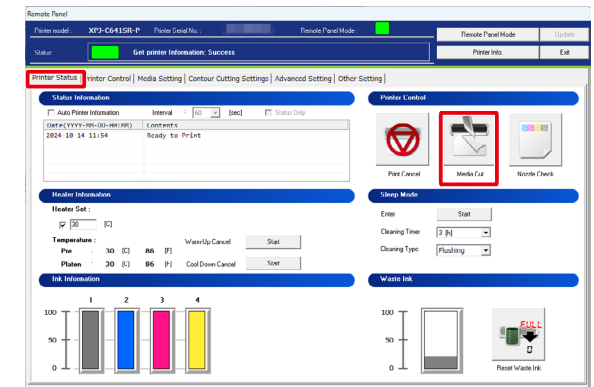 Remote Panel
Printer model : XPJ-C641SR-P Printer Serial No. : Remote Panel Mode :
Remote Panel Mode Update
Status: Get printer Information: Success
Printer Info. Exit
Printer Status Printer Control Media Setting Contour Cutting Settings Advanced Setting Other Setting
Status Information
Auto Printer Information Interval : 60 [sec] Status Only
Date(YYYY-MM-DD-HH:MM) Contents
2024-10-14 11:54 Ready to Print
Printer Control
Print Cancel Media Cut Nozzle Check
Heater Information
Heater Set :
30 [C]
Temperature : Warm-Up Cancel Start
Pre : 30 [C] 86 [F]
Platen : 30 [C] 86 [F] Cool Down Cancel Start
Sleep Mode
Enter Start
Cleaning Timer 3 [h]
Cleaning Type Flushing
Ink Information
1 2 3 4
100
50
0
Waste Ink
100
50
0
FULL
0
Reset Waste Ink